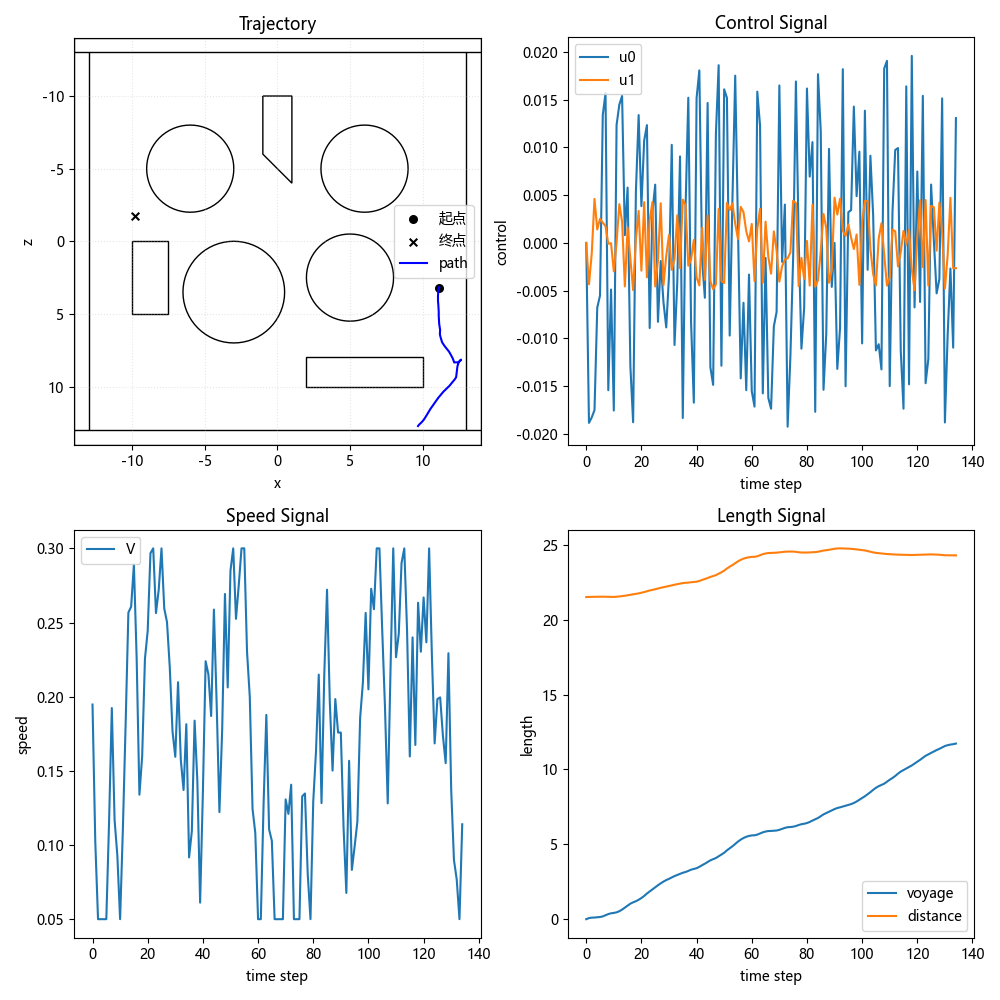 Trajectory
-10
-5
0
5
10
z
-10
-5
0
5
10
x
起点
终点
path
Control Signal
u0
u1
0.020
0.015
0.010
0.005
0.000
-0.005
-0.010
-0.015
-0.020
control
0
20
40
60
80
100
120
140
time step
Speed Signal
V
0.30
0.25
0.20
0.15
0.10
0.05
speed
0
20
40
60
80
100
120
140
time step
Length Signal
25
20
15
10
5
0
length
voyage
distance
0
20
40
60
80
100
120
140
time step